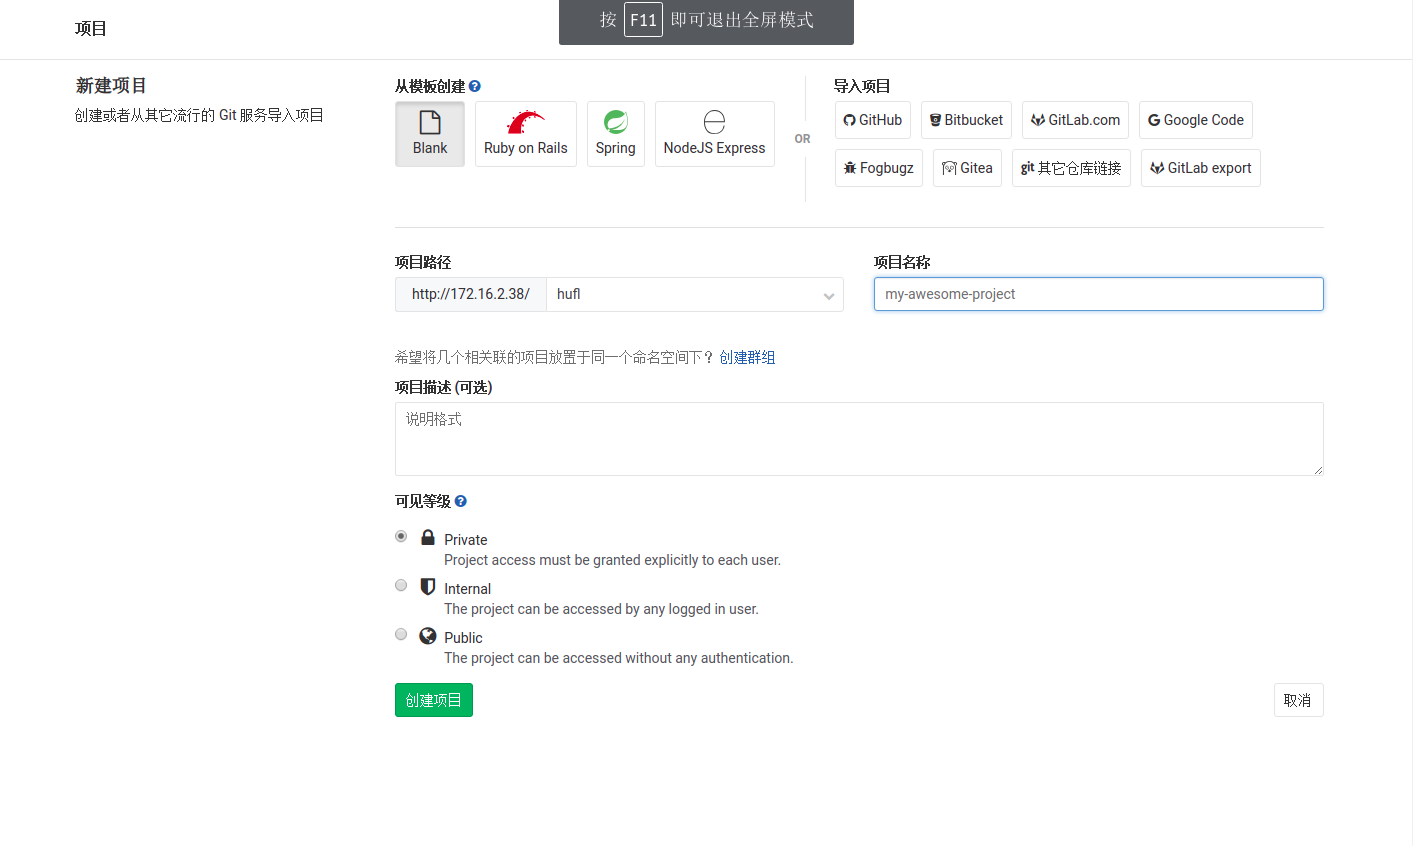 项目
按 F11 即可退出全屏模式
新建项目
创建或者从其它流行的 Git 服务导入项目
从模板创建
Blank
Ruby on Rails
Spring
NodeJS Express
OR
导入项目
GitHub
Bitbucket
GitLab.com
Google Code
Fogbugz
Gitea
git 其它仓库链接
GitLab export
项目路径
http://172.16.2.38/
hufl
项目名称
my-awesome-project
希望将几个相关联的项目放置于同一个命名空间下？ 创建群组
项目描述 (可选)
说明格式
可见等级
Private
Project access must be granted explicitly to each user.
Internal
The project can be accessed by any logged in user.
Public
The project can be accessed without any authentication.
创建项目
取消